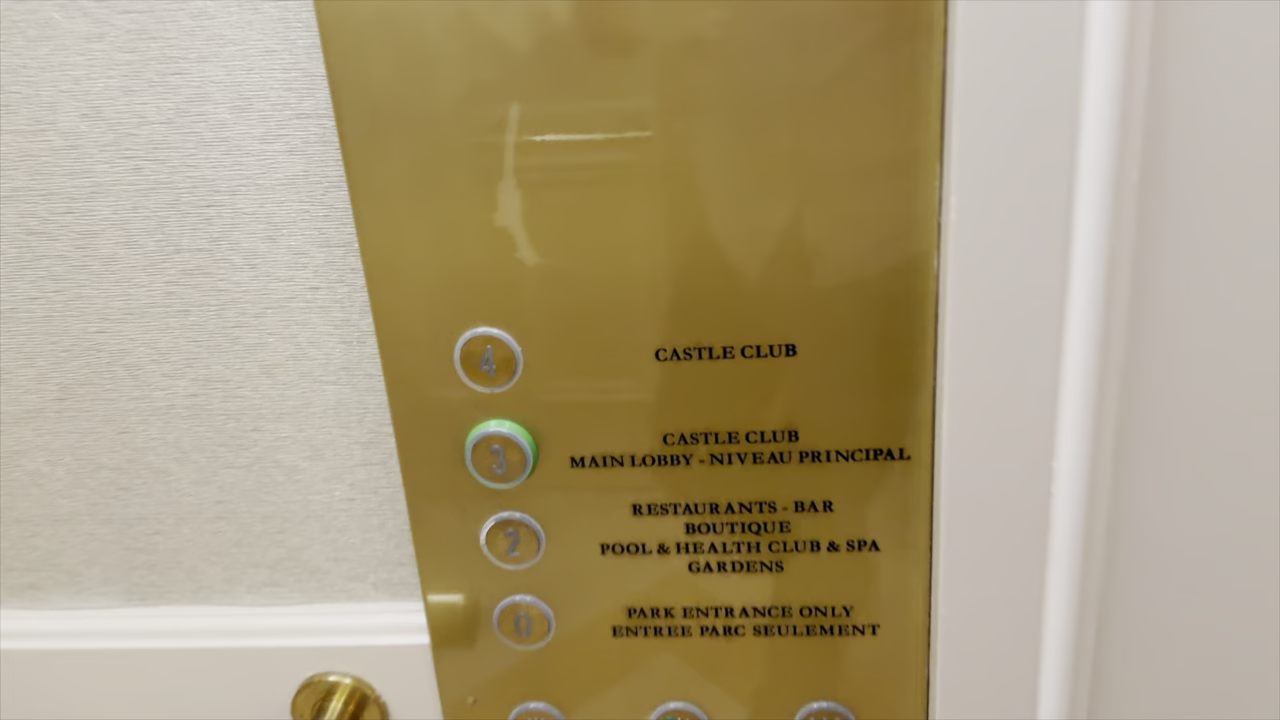 4 CASTLE CLUB
3 CASTLE CLUB
MAIN LOBBY - NIVEAU PRINCIPAL
2 RESTAURANTS - BAR
BOUTIQUE
POOL & HEALTH CLUB & SPA
GARDENS
0 PARK ENTRANCE ONLY
ENTREE PARC SEULEMENT